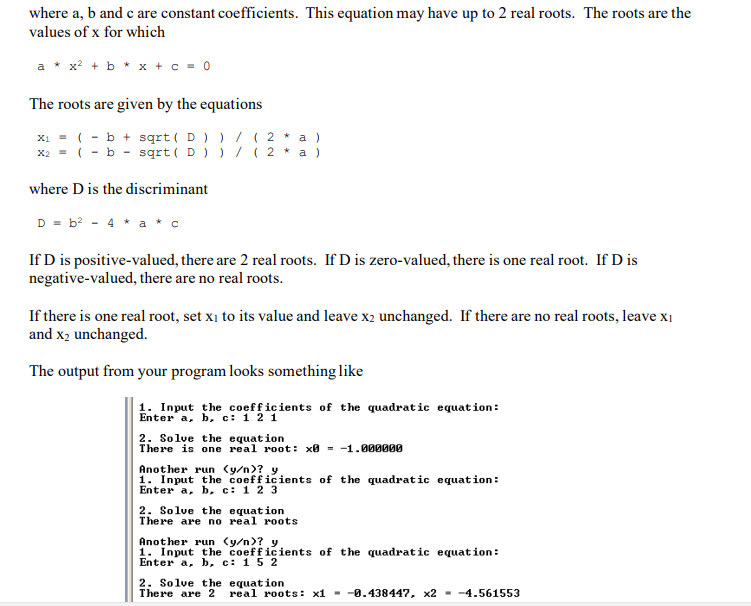 where a, b and c are constant coefficients. This equation may have up to 2 real roots. The roots are the
values of x for which
a * x² + b * x + c = 0
The roots are given by the equations
x₁ = ( - b + sqrt( D ) ) / ( 2 * a )
x₂ = ( - b - sqrt( D ) ) / ( 2 * a )
where D is the discriminant
D = b² - 4 * a * c
If D is positive-valued, there are 2 real roots. If D is zero-valued, there is one real root. If D is
negative-valued, there are no real roots.
If there is one real root, set x₁ to its value and leave x₂ unchanged. If there are no real roots, leave x₁
and x₂ unchanged.
The output from your program looks something like
1. Input the coefficients of the quadratic equation:
Enter a, b, c: 1 2 1
2. Solve the equation
There is one real root: x0 = -1.000000
Another run (y/n)? y
1. Input the coefficients of the quadratic equation:
Enter a, b, c: 1 2 3
2. Solve the equation
There are no real roots
Another run (y/n)? y
1. Input the coefficients of the quadratic equation:
Enter a, b, c: 1 5 2
2. Solve the equation
There are 2 real roots: x1 = -0.438447, x2 = -4.561553